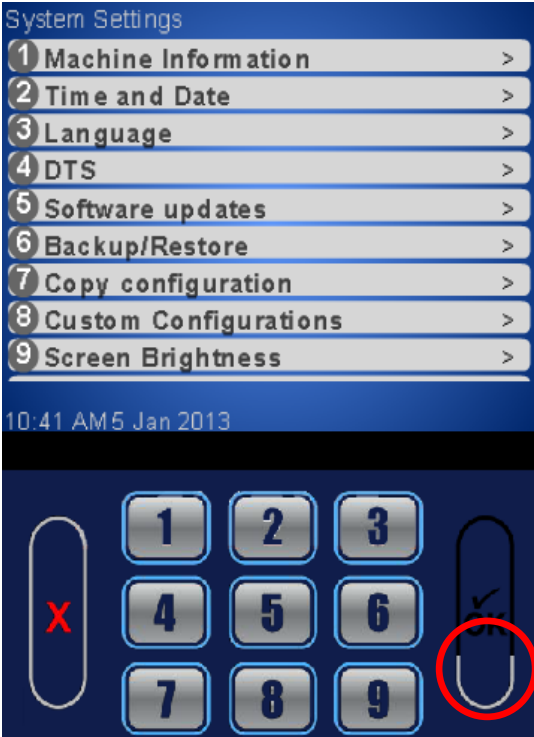 System Settings
1 Machine Information >
2 Time and Date >
3 Language >
4 DTS >
5 Software updates >
6 Backup/Restore >
7 Copy configuration >
8 Custom Configurations >
9 Screen Brightness >
10:41 AM 5 Jan 2013
1 2 3
X 4 5 6 OK
7 8 9